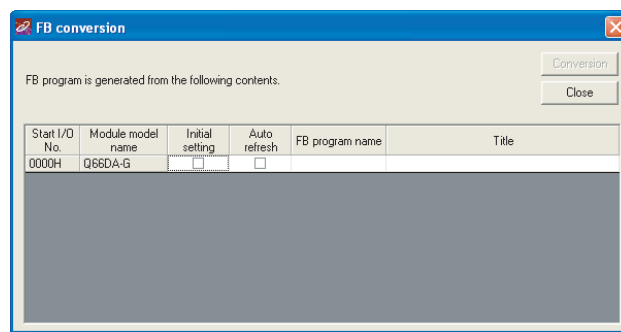 FB conversion
Conversion
FB program is generated from the following contents.
Close
Start I/O No. Module model name Initial setting Auto refresh FB program name Title
0000H Q66DA-G